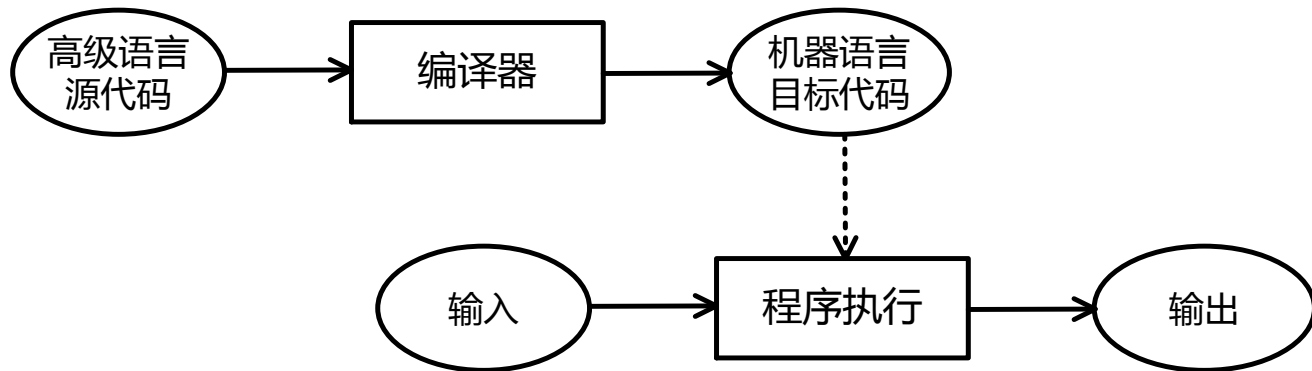 高级语言
源代码
编译器
机器语言
目标代码
输入
程序执行
输出